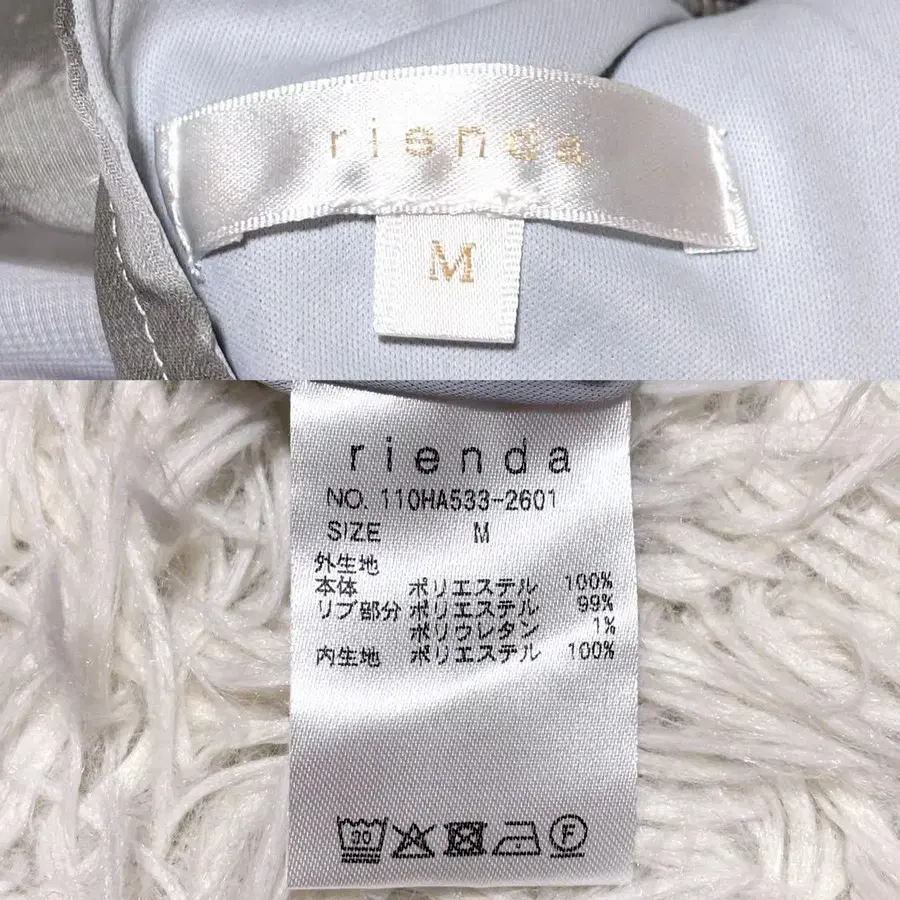 rienda
M
rienda
NO. 110HA533-2601
SIZE M
外生地
本体 ポリエステル 100%
リブ部分 ポリエステル 99%
ポリウレタン 1%
内生地 ポリエステル 100%
30 F